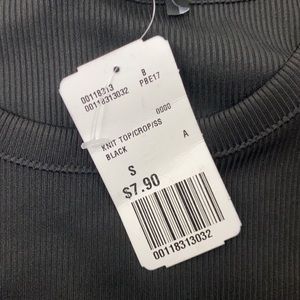 00118313 B
00118313032 PBE17
0000
KNIT TOP/CROP/SS
BLACK A
S
$7.90
00118313032